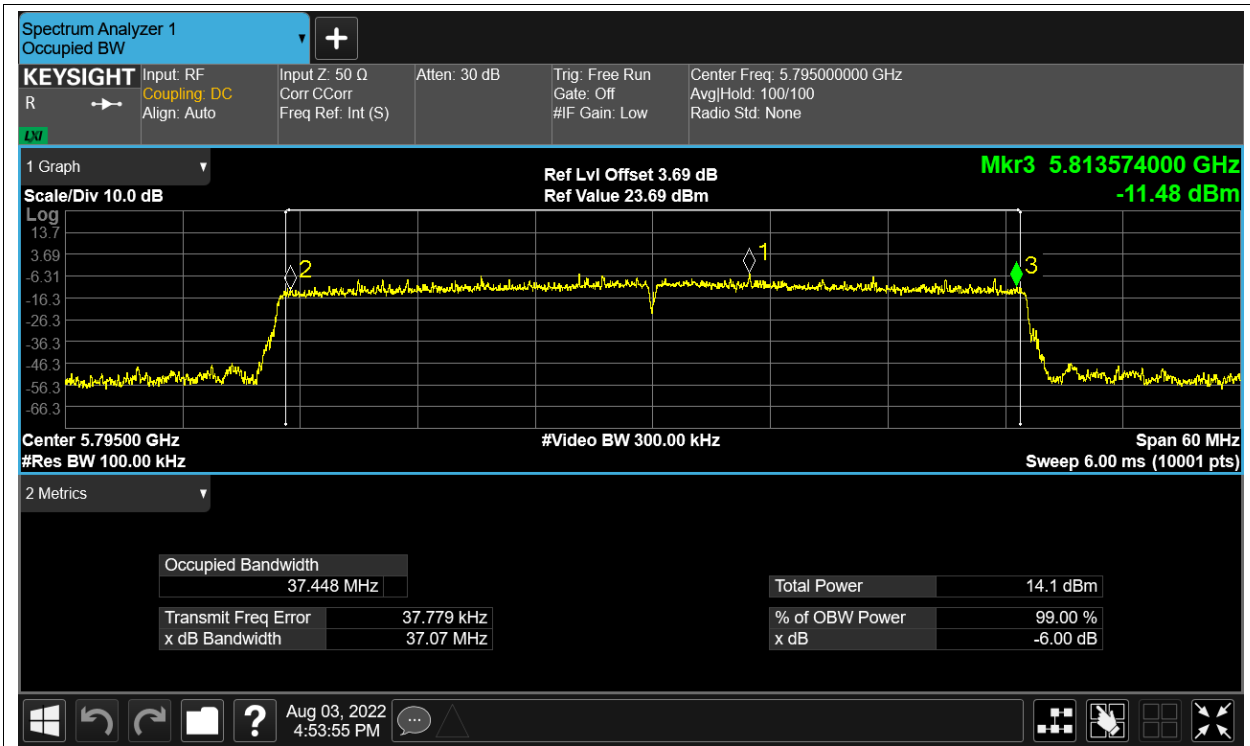 Spectrum Analyzer 1
Occupied BW
KEYSIGHT
R
LXI
Input: RF
Coupling: DC
Align: Auto
Input Z: 50 Ω
Corr CCorr
Freq Ref: Int (S)
Atten: 30 dB
Trig: Free Run
Gate: Off
#IF Gain: Low
Center Freq: 5.795000000 GHz
Avg|Hold: 100/100
Radio Std: None
1 Graph
Scale/Div 10.0 dB
Ref Lvl Offset 3.69 dB
Ref Value 23.69 dBm
Mkr3 5.813574000 GHz
-11.48 dBm
Log
13.7
3.69
-6.31
-16.3
-26.3
-36.3
-46.3
-56.3
-66.3
2
1
3
Center 5.79500 GHz
#Res BW 100.00 kHz
#Video BW 300.00 kHz
Span 60 MHz
Sweep 6.00 ms (10001 pts)
2 Metrics
Occupied Bandwidth
37.448 MHz
Transmit Freq Error 37.779 kHz
x dB Bandwidth 37.07 MHz
Total Power 14.1 dBm
% of OBW Power 99.00 %
x dB -6.00 dB
?
Aug 03, 2022
4:53:55 PM